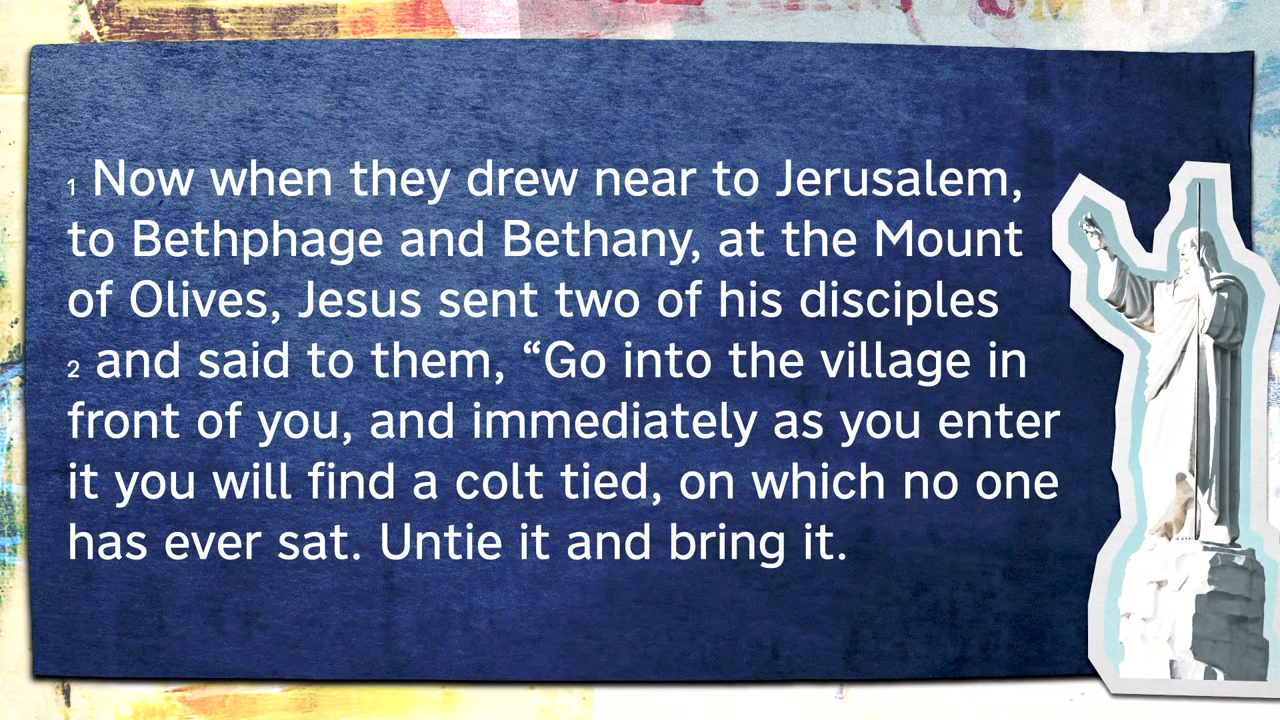 1 Now when they drew near to Jerusalem,
to Bethphage and Bethany, at the Mount
of Olives, Jesus sent two of his disciples
2 and said to them, “Go into the village in
front of you, and immediately as you enter
it you will find a colt tied, on which no one
has ever sat. Untie it and bring it.